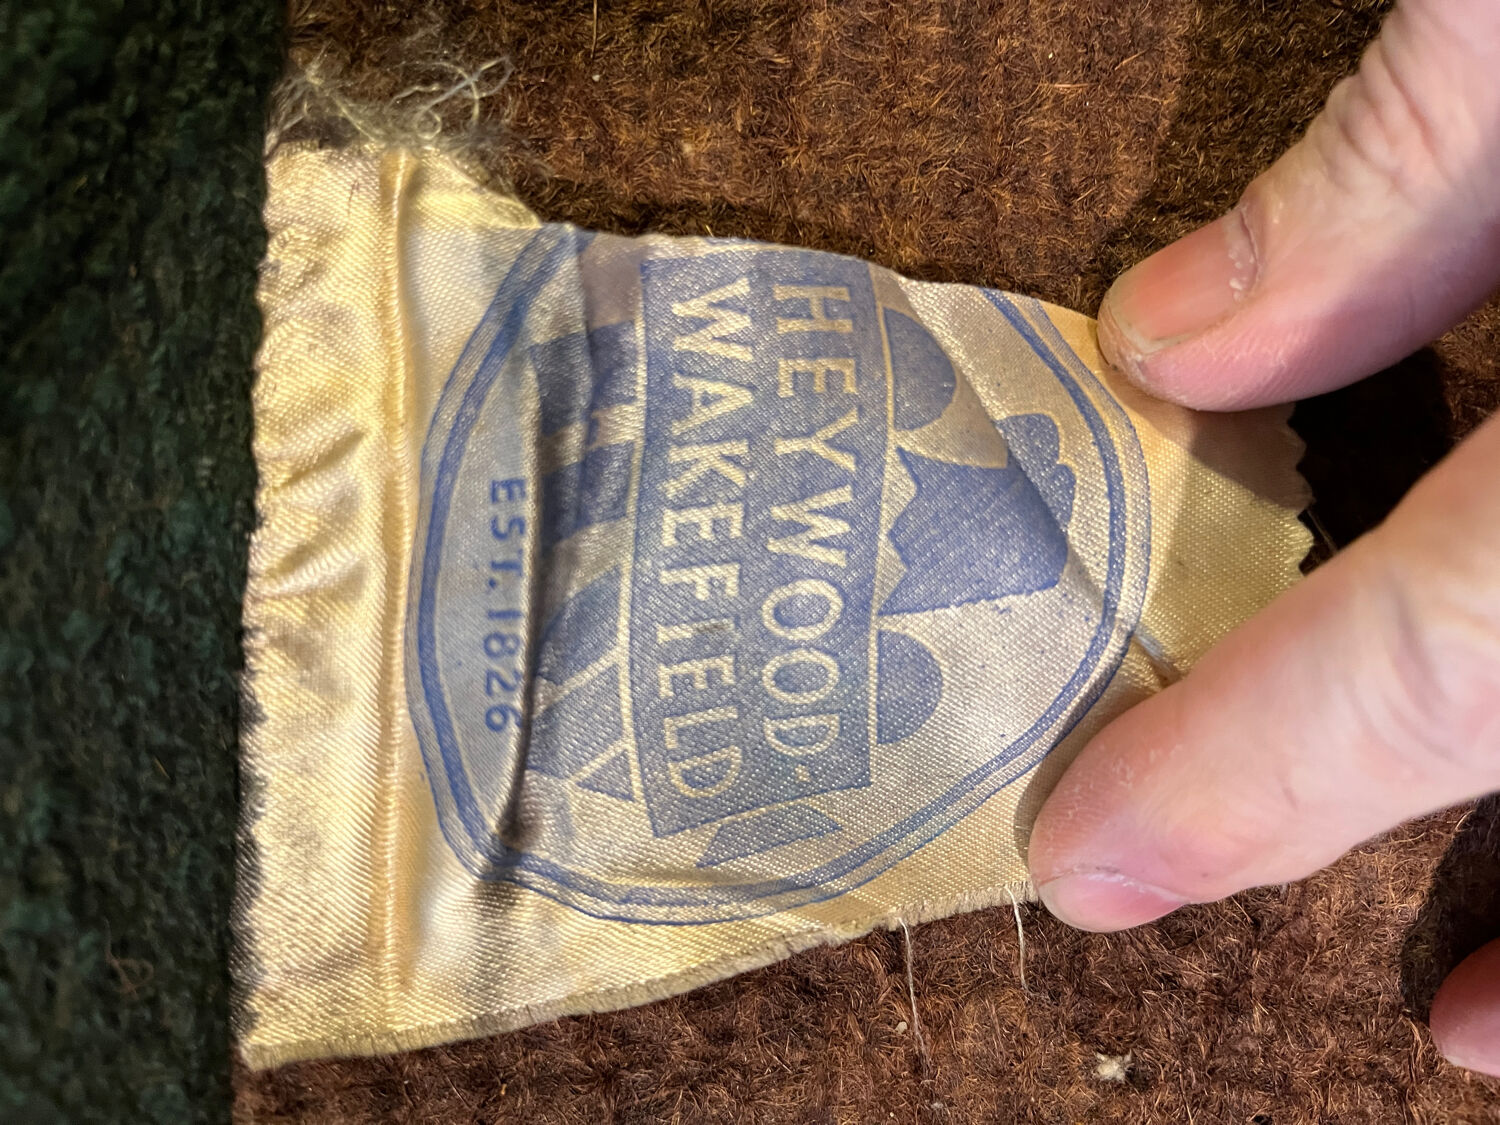 HEYWOOD-
WAKEFIELD
EST. 1826